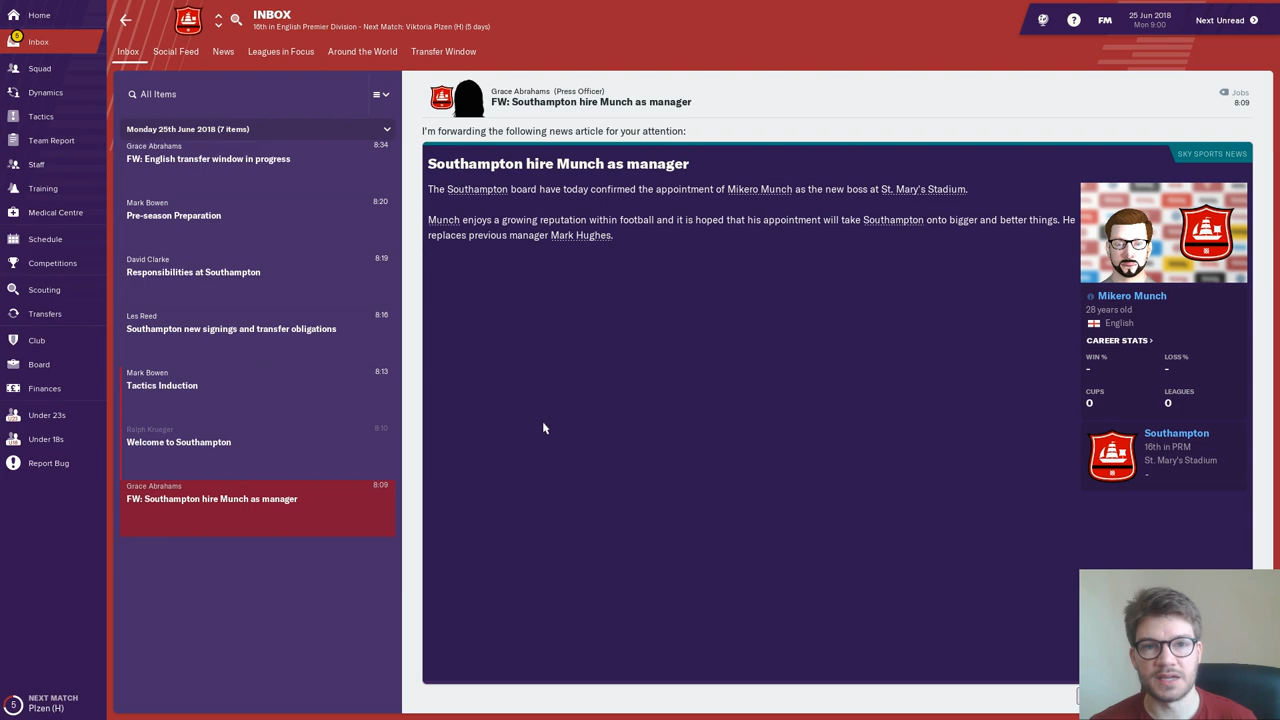 Home
5
Inbox
Squad
Dynamics
Tactics
Team Report
Staff
Training
Medical Centre
Schedule
Competitions
Scouting
Transfers
Club
Board
Finances
Under 23s
Under 18s
Report Bug
5
NEXT MATCH
Plzen (H)
INBOX
16th in English Premier Division - Next Match: Viktoria Plzen (H) (5 days)
FM
25 Jun 2018
Mon 9:00
Next Unread
Inbox
Social Feed
News
Leagues in Focus
Around the World
Transfer Window
All Items
Monday 25th June 2018 (7 items)
Grace Abrahams 8:34
FW: English transfer window in progress
Mark Bowen 8:20
Pre-season Preparation
David Clarke 8:19
Responsibilities at Southampton
Les Reed 8:16
Southampton new signings and transfer obligations
Mark Bowen 8:13
Tactics Induction
Ralph Krueger 8:10
Welcome to Southampton
Grace Abrahams 8:09
FW: Southampton hire Munch as manager
Grace Abrahams (Press Officer)
FW: Southampton hire Munch as manager
Jobs
8:09
I'm forwarding the following news article for your attention:
SKY SPORTS NEWS
Southampton hire Munch as manager
The Southampton board have today confirmed the appointment of Mikero Munch as the new boss at St. Mary's Stadium.
Munch enjoys a growing reputation within football and it is hoped that his appointment will take Southampton onto bigger and better things. He
replaces previous manager Mark Hughes.
Mikero Munch
28 years old
English
CAREER STATS >
WIN % LOSS %
- -
CUPS LEAGUES
0 0
Southampton
16th in PRM
St. Mary's Stadium
-